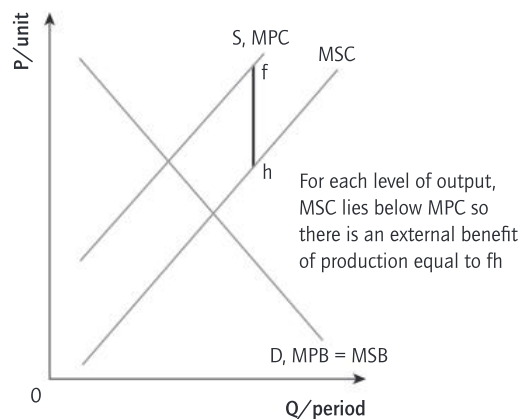 P/unit
S, MPC
MSC
f
h
For each level of output,
MSC lies below MPC so
there is an external benefit
of production equal to fh
D, MPB = MSB
0
Q/period